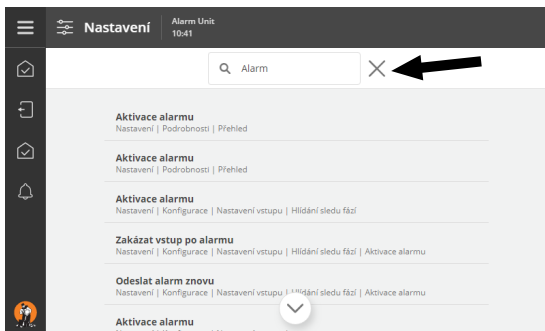 Nastavení
Alarm Unit
10:41
Alarm
Aktivace alarmu
Nastavení | Podrobnosti | Přehled
Aktivace alarmu
Nastavení | Podrobnosti | Přehled
Aktivace alarmu
Nastavení | Konfigurace | Nastavení vstupu | Hlídání sledu fází
Zakázat vstup po alarmu
Nastavení | Konfigurace | Nastavení vstupu | Hlídání sledu fází | Aktivace alarmu
Odeslat alarm znovu
Nastavení | Konfigurace | Nastavení vstupu | Hlídání sledu fází | Aktivace alarmu
Aktivace alarmu